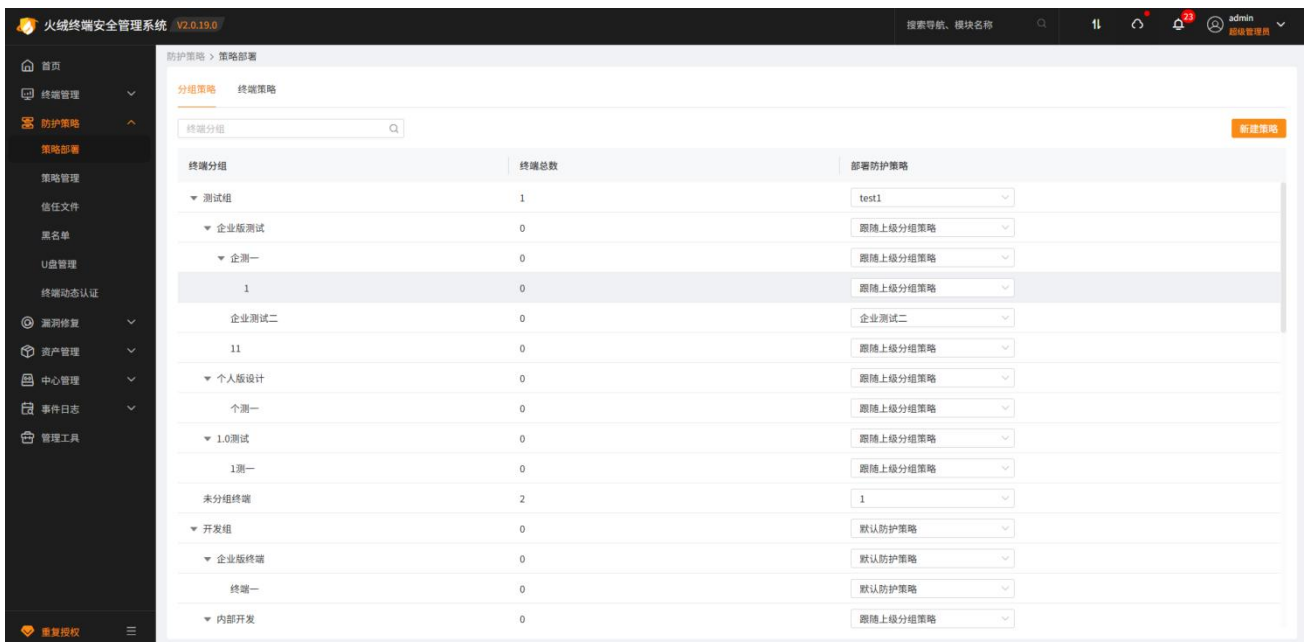 火绒终端安全管理系统 V2.0.19.0 搜索导航、模块名称 23 admin
超级管理员
首页
终端管理
防护策略
策略部署
策略管理
信任文件
黑名单
U盘管理
终端动态认证
漏洞修复
资产管理
中心管理
事件日志
管理工具
重复授权
防护策略 > 策略部署
分组策略 终端策略
终端分组 新建策略
终端分组 终端总数 部署防护策略
测试组 1 test1
企业版测试 0 跟随上级分组策略
企测一 0 跟随上级分组策略
1 0 跟随上级分组策略
企业测试二 0 企业测试二
11 0 跟随上级分组策略
个人版设计 0 跟随上级分组策略
个测一 0 跟随上级分组策略
1.0测试 0 跟随上级分组策略
1测一 0 跟随上级分组策略
未分组终端 2 1
开发组 0 默认防护策略
企业版终端 0 默认防护策略
终端一 0 默认防护策略
内部开发 0 跟随上级分组策略